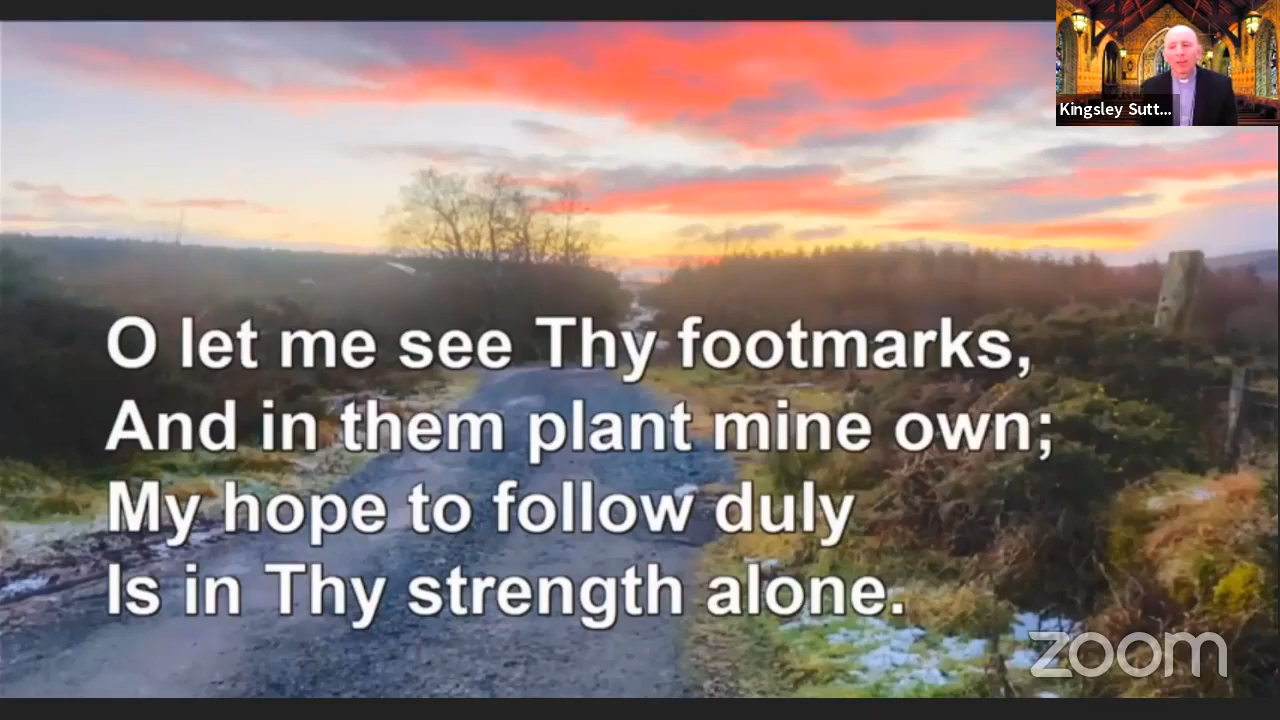 Kingsley Sutt...
O let me see Thy footmarks,
And in them plant mine own;
My hope to follow duly
Is in Thy strength alone.
zoom